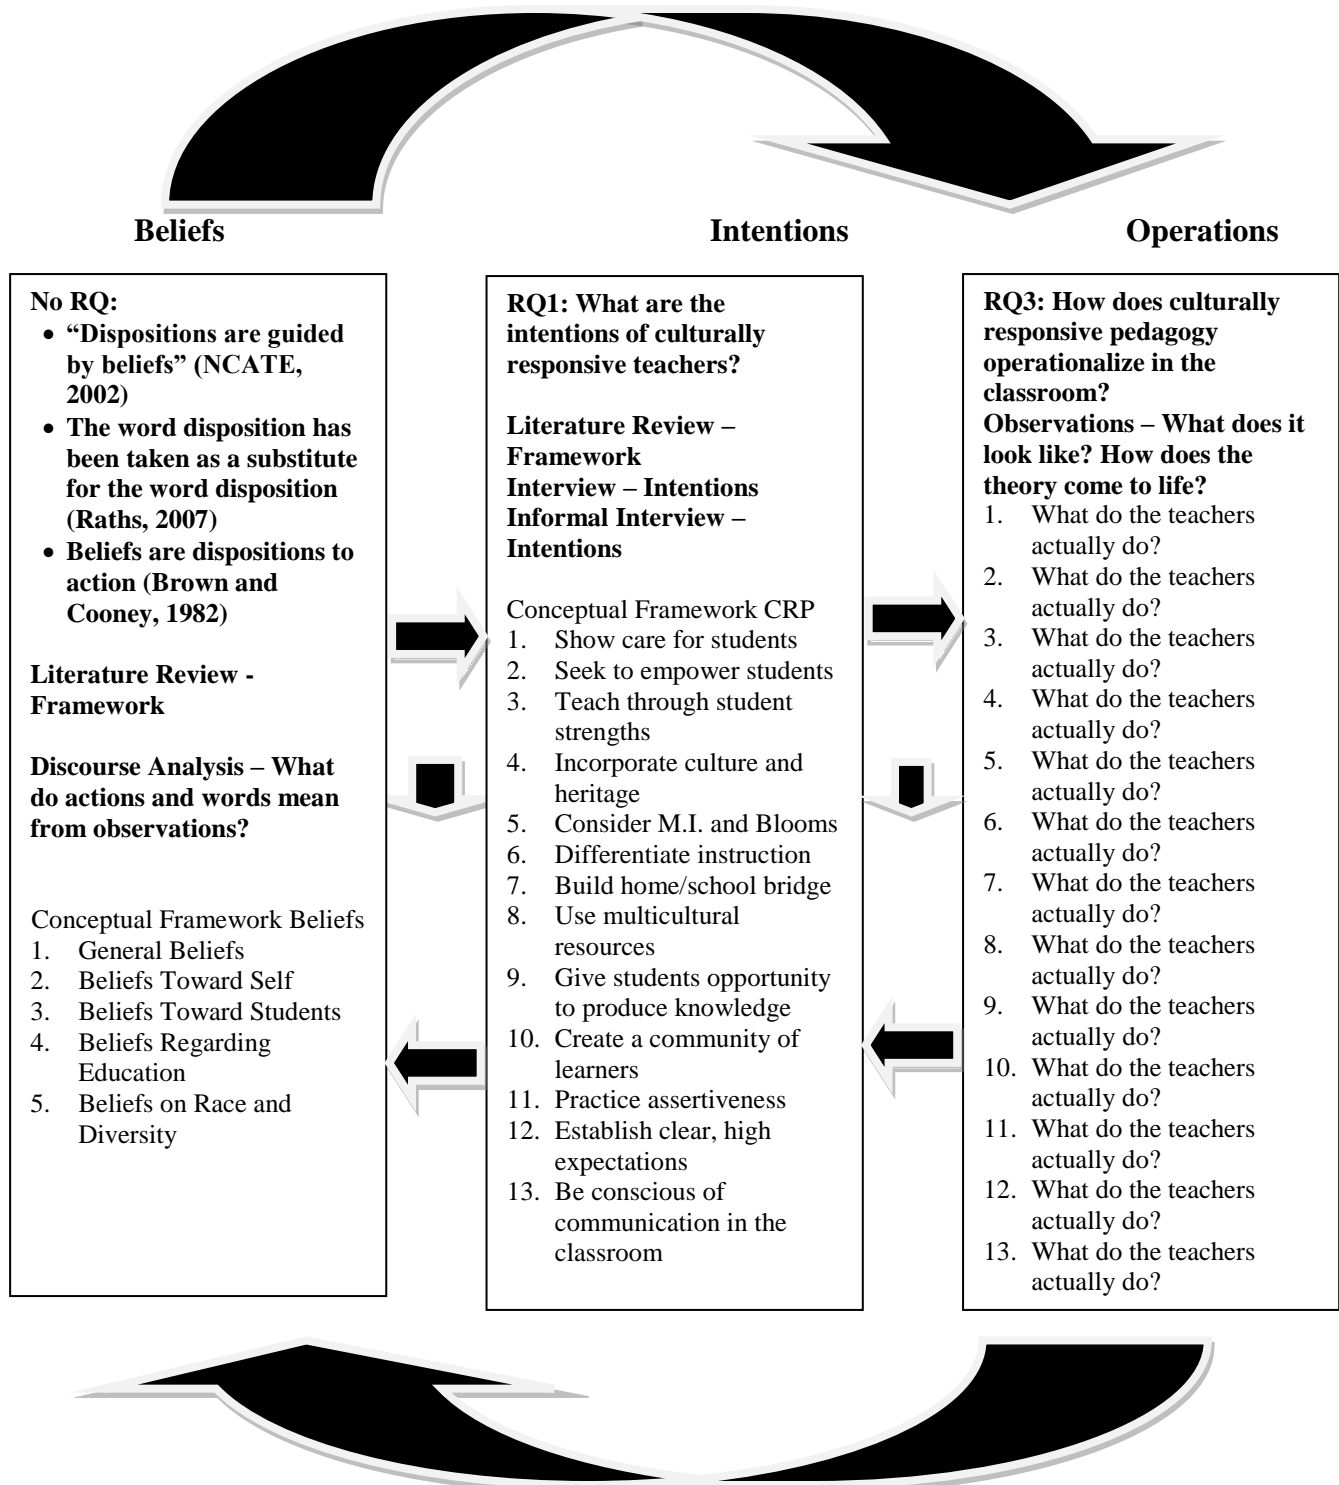 Beliefs
Intentions
Operations
No RQ:
• “Dispositions are guided
by beliefs” (NCATE,
2002)
• The word disposition has
been taken as a substitute
for the word disposition
(Raths, 2007)
• Beliefs are dispositions to
action (Brown and
Cooney, 1982)
Literature Review -
Framework
Discourse Analysis – What
do actions and words mean
from observations?
Conceptual Framework Beliefs
1. General Beliefs
2. Beliefs Toward Self
3. Beliefs Toward Students
4. Beliefs Regarding
Education
5. Beliefs on Race and
Diversity
RQ1: What are the
intentions of culturally
responsive teachers?
Literature Review –
Framework
Interview – Intentions
Informal Interview –
Intentions
Conceptual Framework CRP
1. Show care for students
2. Seek to empower students
3. Teach through student
strengths
4. Incorporate culture and
heritage
5. Consider M.I. and Blooms
6. Differentiate instruction
7. Build home/school bridge
8. Use multicultural
resources
9. Give students opportunity
to produce knowledge
10. Create a community of
learners
11. Practice assertiveness
12. Establish clear, high
expectations
13. Be conscious of
communication in the
classroom
RQ3: How does culturally
responsive pedagogy
operationalize in the
classroom?
Observations – What does it
look like? How does the
theory come to life?
1. What do the teachers
actually do?
2. What do the teachers
actually do?
3. What do the teachers
actually do?
4. What do the teachers
actually do?
5. What do the teachers
actually do?
6. What do the teachers
actually do?
7. What do the teachers
actually do?
8. What do the teachers
actually do?
9. What do the teachers
actually do?
10. What do the teachers
actually do?
11. What do the teachers
actually do?
12. What do the teachers
actually do?
13. What do the teachers
actually do?